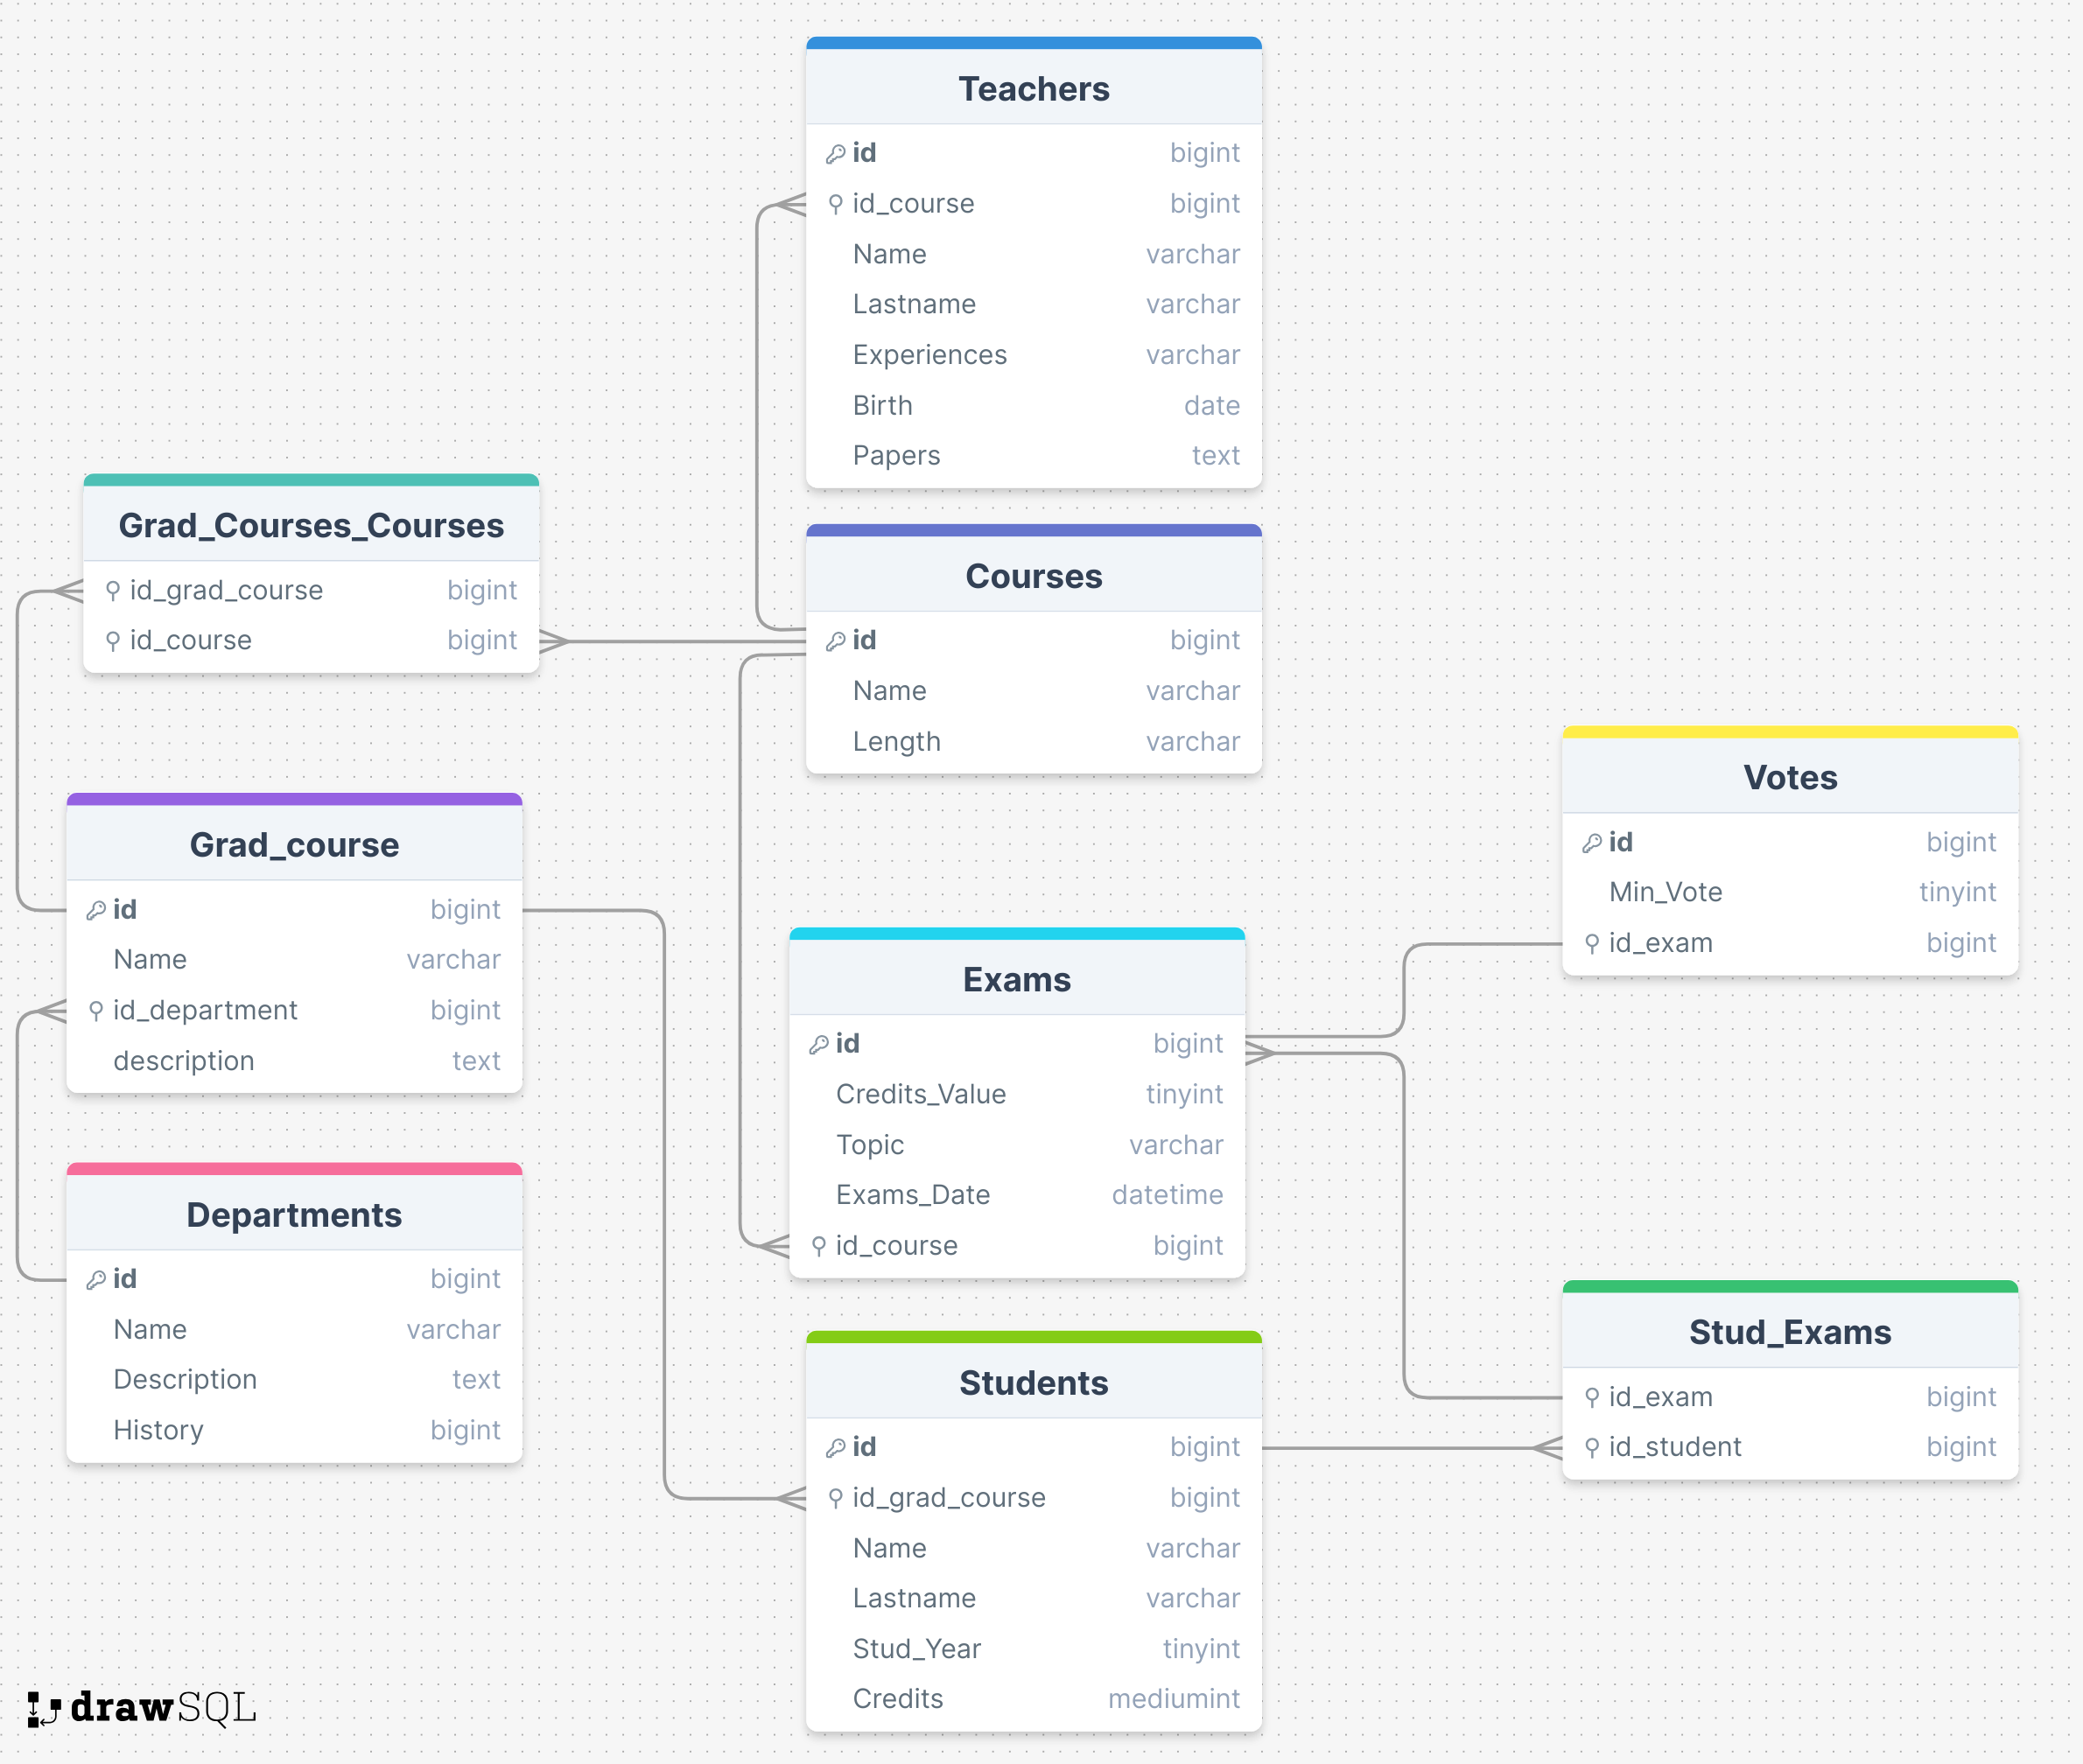 Teachers
id bigint
id_course bigint
Name varchar
Lastname varchar
Experiences varchar
Birth date
Papers text
Grad_Courses_Courses
id_grad_course bigint
id_course bigint
Courses
id bigint
Name varchar
Length varchar
Votes
id bigint
Min_Vote tinyint
id_exam bigint
Grad_course
id bigint
Name varchar
id_department bigint
description text
Exams
id bigint
Credits_Value tinyint
Topic varchar
Exams_Date datetime
id_course bigint
Departments
id bigint
Name varchar
Description text
History bigint
Stud_Exams
id_exam bigint
id_student bigint
Students
id bigint
id_grad_course bigint
Name varchar
Lastname varchar
Stud_Year tinyint
Credits mediumint
drawSQL